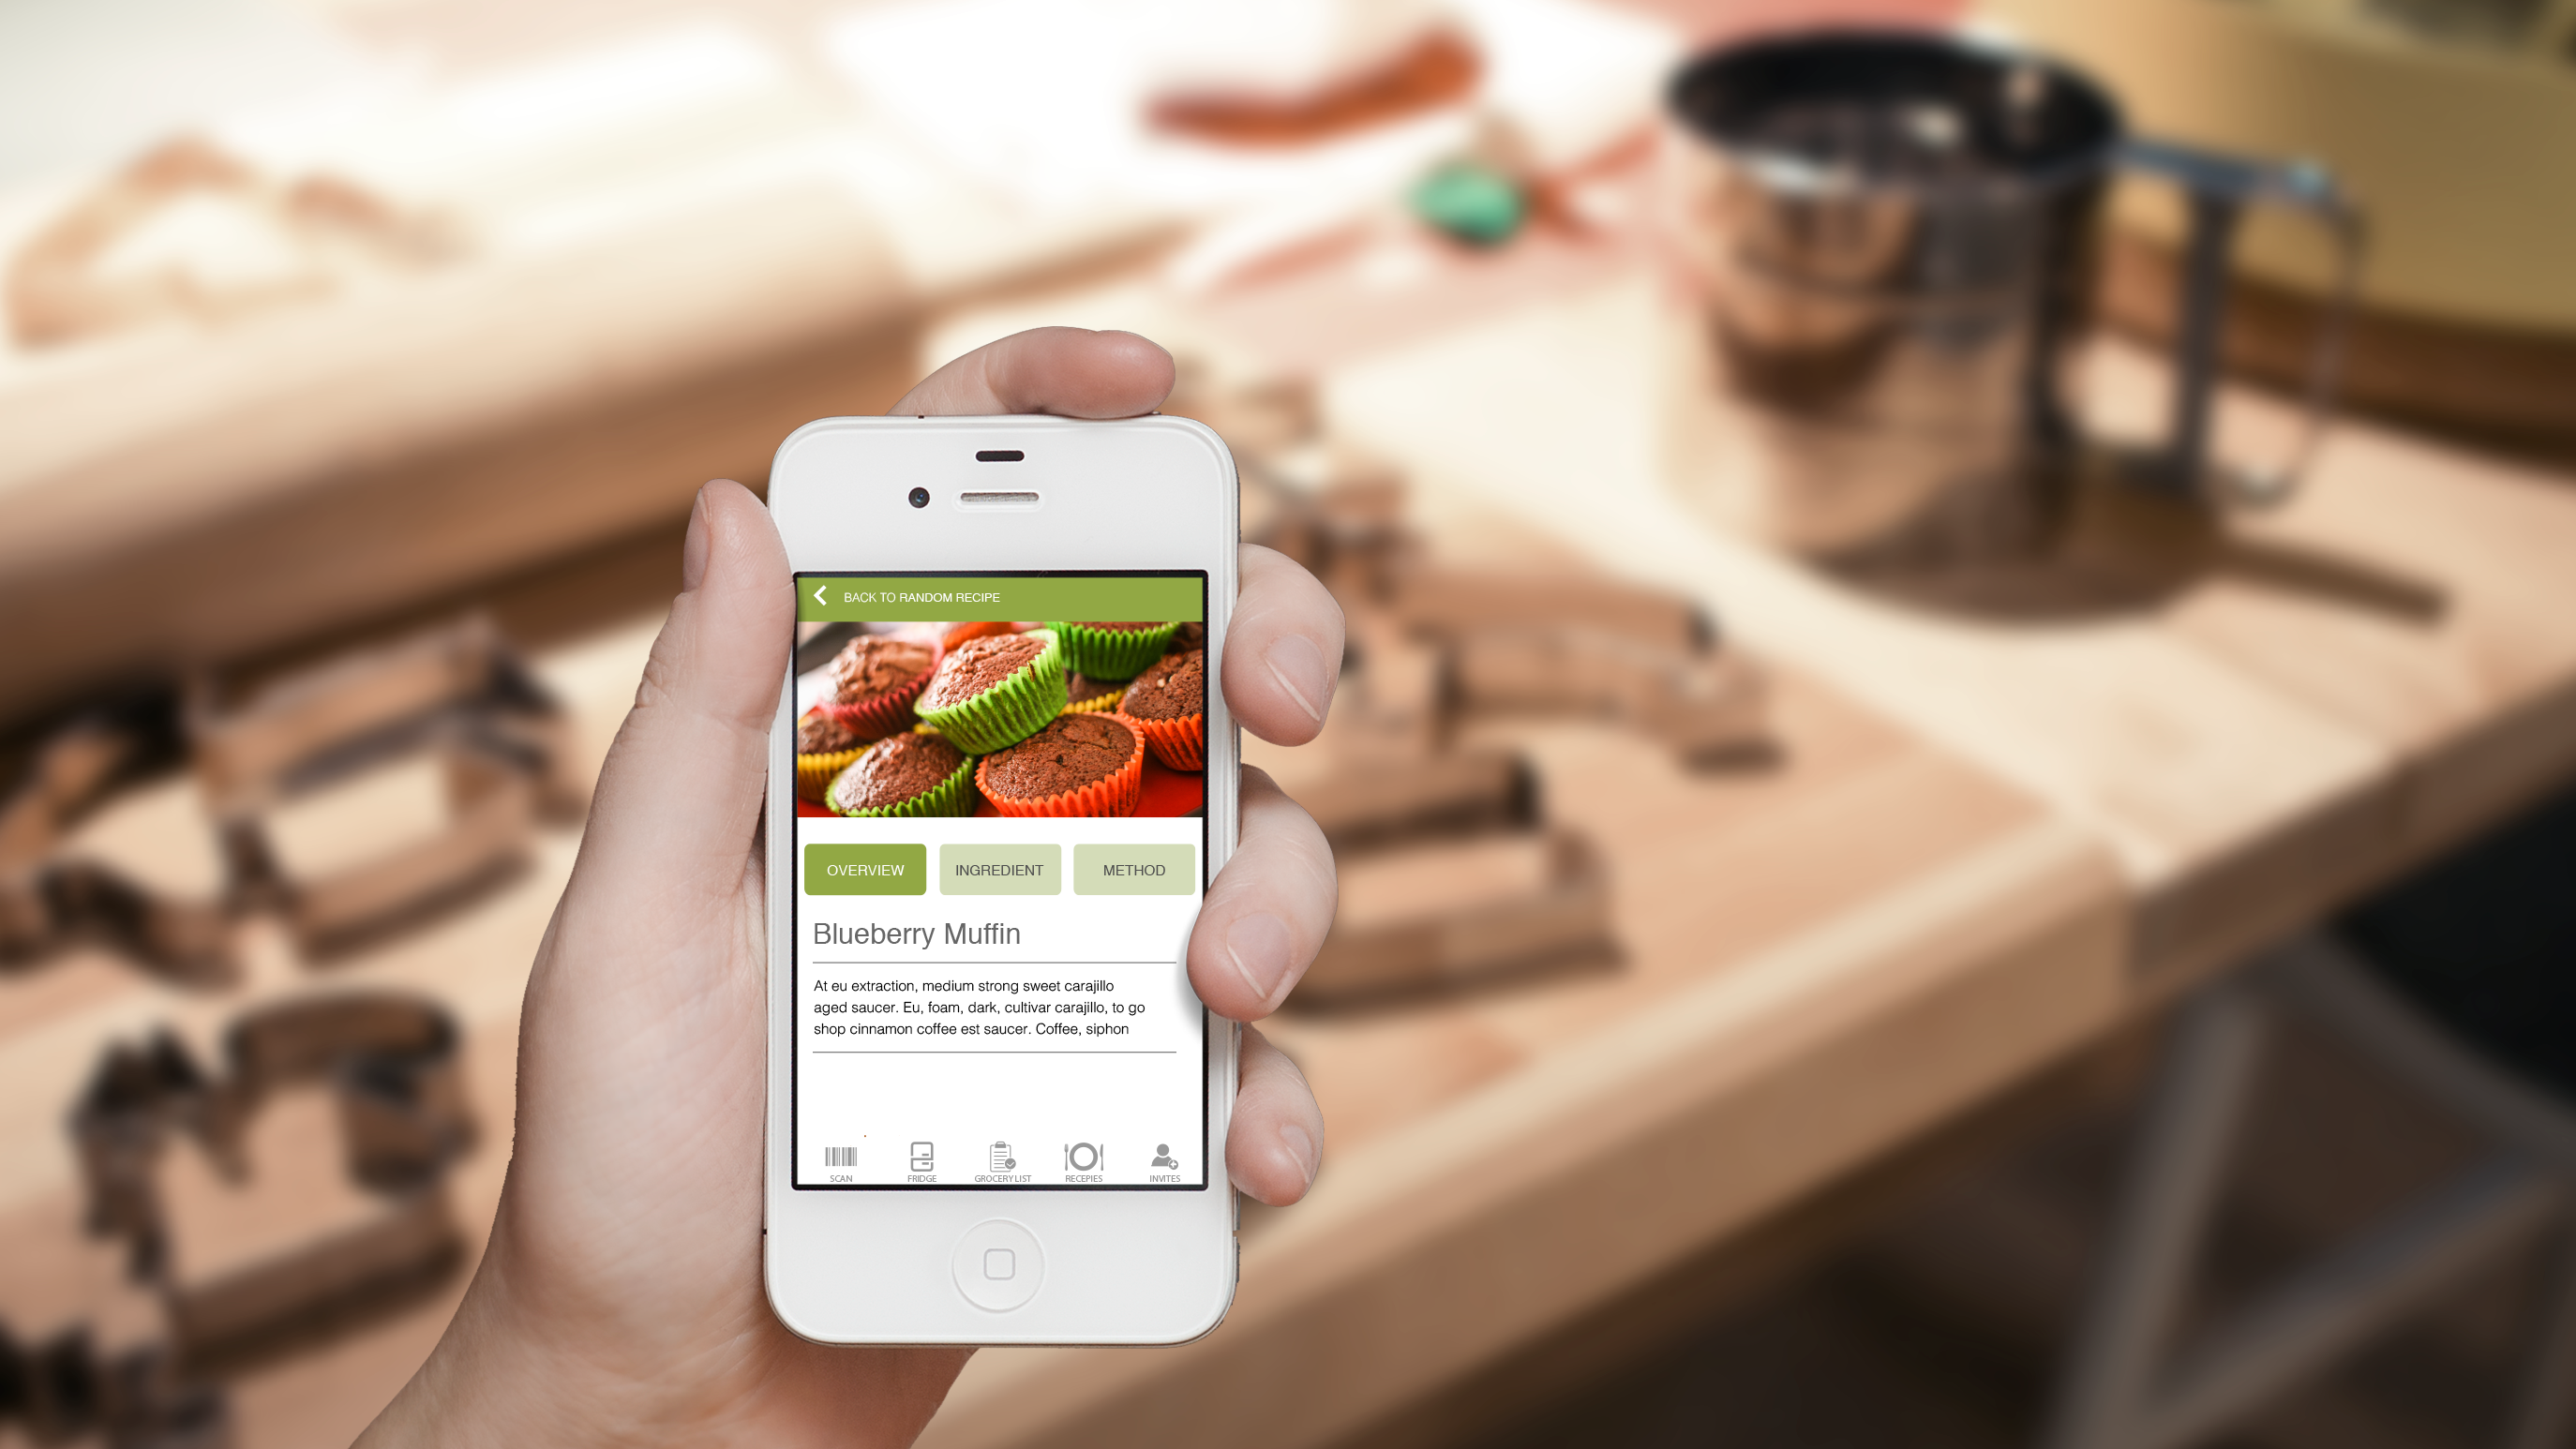 BACK TO RANDOM RECIPE
OVERVIEW INGREDIENT METHOD
Blueberry Muffin
At eu extraction, medium strong sweet carajillo
aged saucer. Eu, foam, dark, cultivar carajillo, to go
shop cinnamon coffee est saucer. Coffee, siphon
SCAN FRIDGE GROCERY LIST RECEPIES INVITES